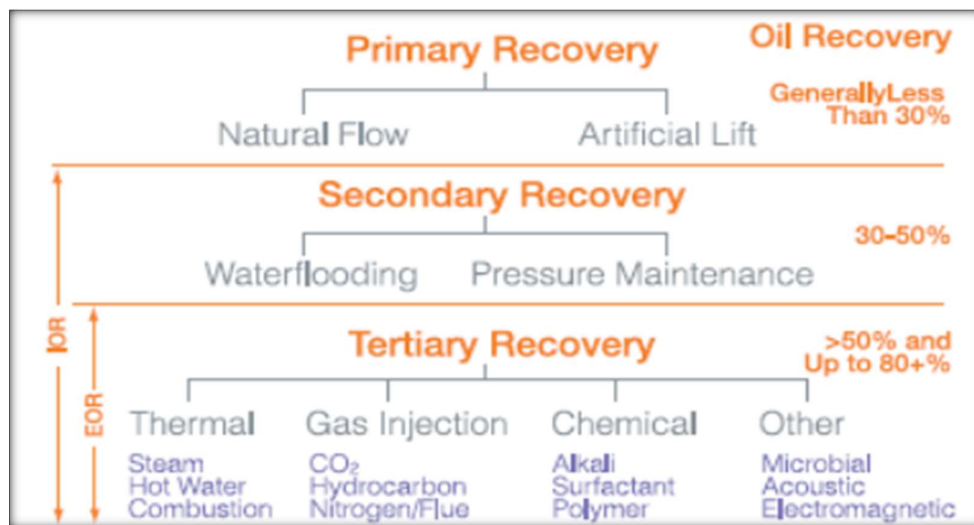 Primary Recovery
Oil Recovery
Natural Flow
Artificial Lift
GenerallyLess
Than 30%
Secondary Recovery
Waterflooding
Pressure Maintenance
30–50%
Tertiary Recovery
>50% and
Up to 80+%
IOR
EOR
Thermal
Steam
Hot Water
Combustion
Gas Injection
CO₂
Hydrocarbon
Nitrogen/Flue
Chemical
Alkali
Surfactant
Polymer
Other
Microbial
Acoustic
Electromagnetic